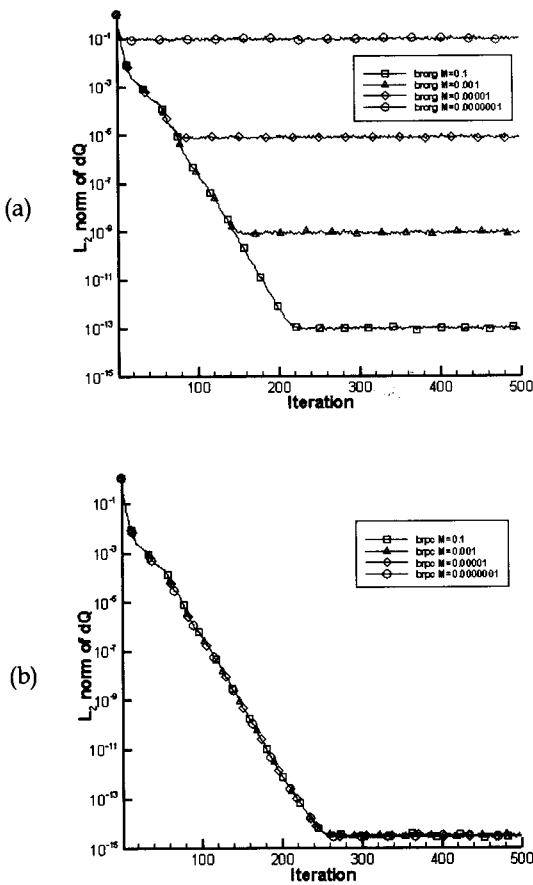 (a)
L2 norm of dQ
10-1
10-3
10-5
10-7
10-9
10-11
10-13
10-15
100
200
300
400
500
Iteration
brorg M=0.1
brorg M=0.001
brorg M=0.00001
brorg M=0.0000001
(b)
L2 norm of dQ
10-1
10-3
10-5
10-7
10-9
10-11
10-13
10-15
100
200
300
400
500
Iteration
brpc M=0.1
brpc M=0.001
brpc M=0.00001
brpc M=0.0000001